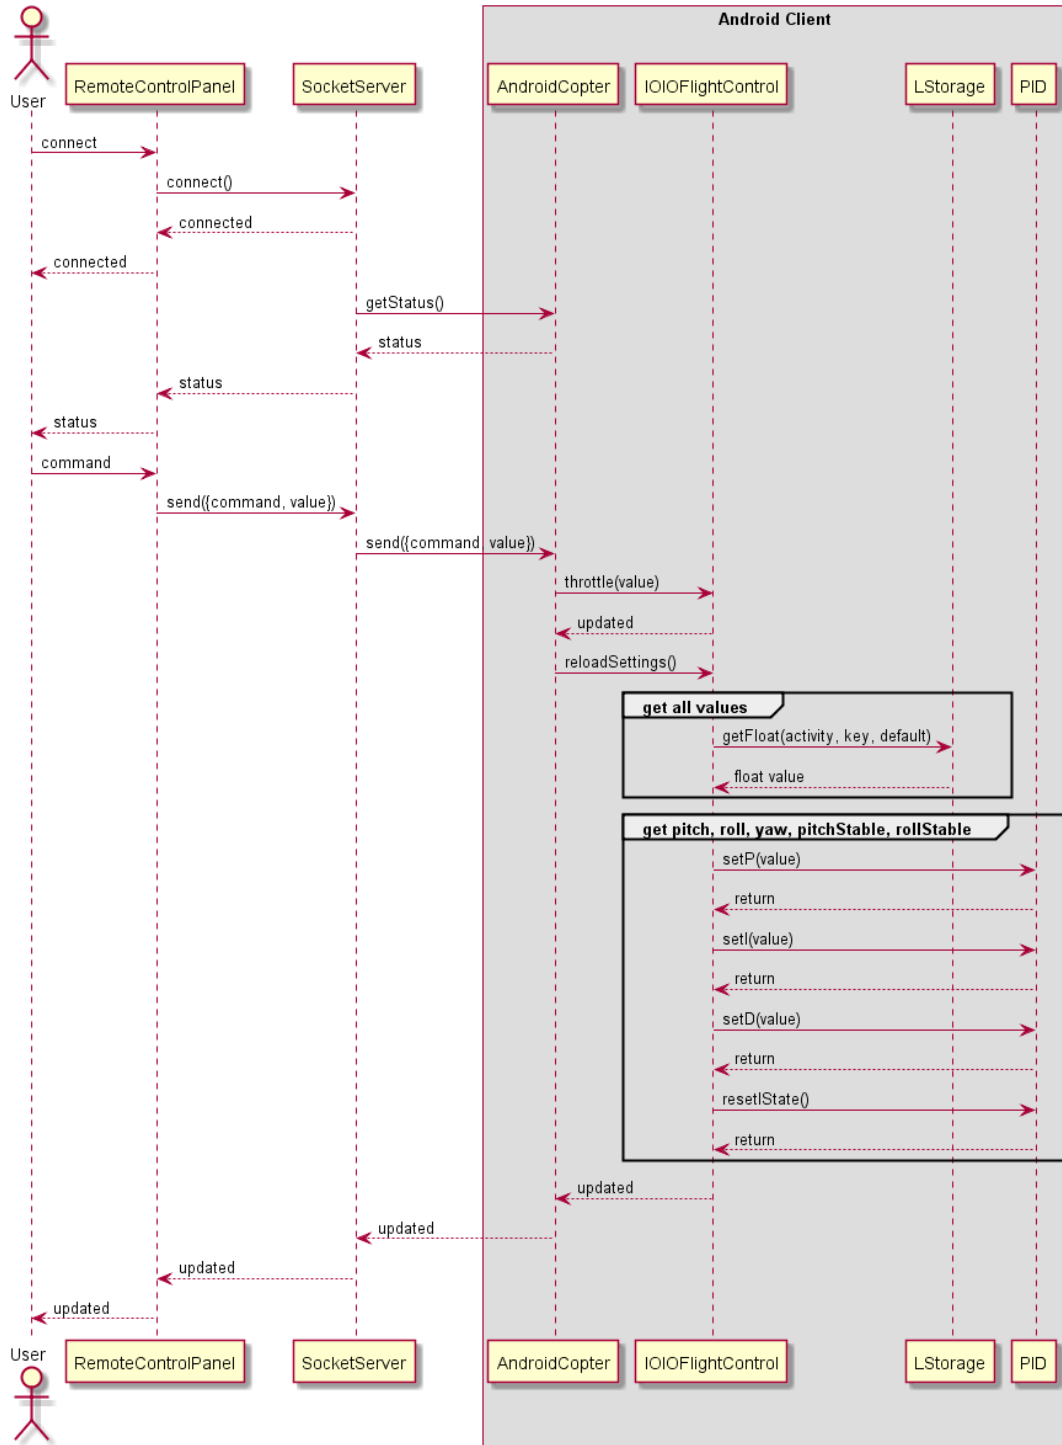 Android Client
User
RemoteControlPanel
SocketServer
AndroidCopter
IOIOFlightControl
LStorage
PID
connect
connect()
connected
connected
getStatus()
status
status
status
command
send({command, value})
send({command, value})
throttle(value)
updated
reloadSettings()
get all values
getFloat(activity, key, default)
float value
get pitch, roll, yaw, pitchStable, rollStable
setP(value)
return
setI(value)
return
setD(value)
return
resetIState()
return
updated
updated
updated
updated
User
RemoteControlPanel
SocketServer
AndroidCopter
IOIOFlightControl
LStorage
PID